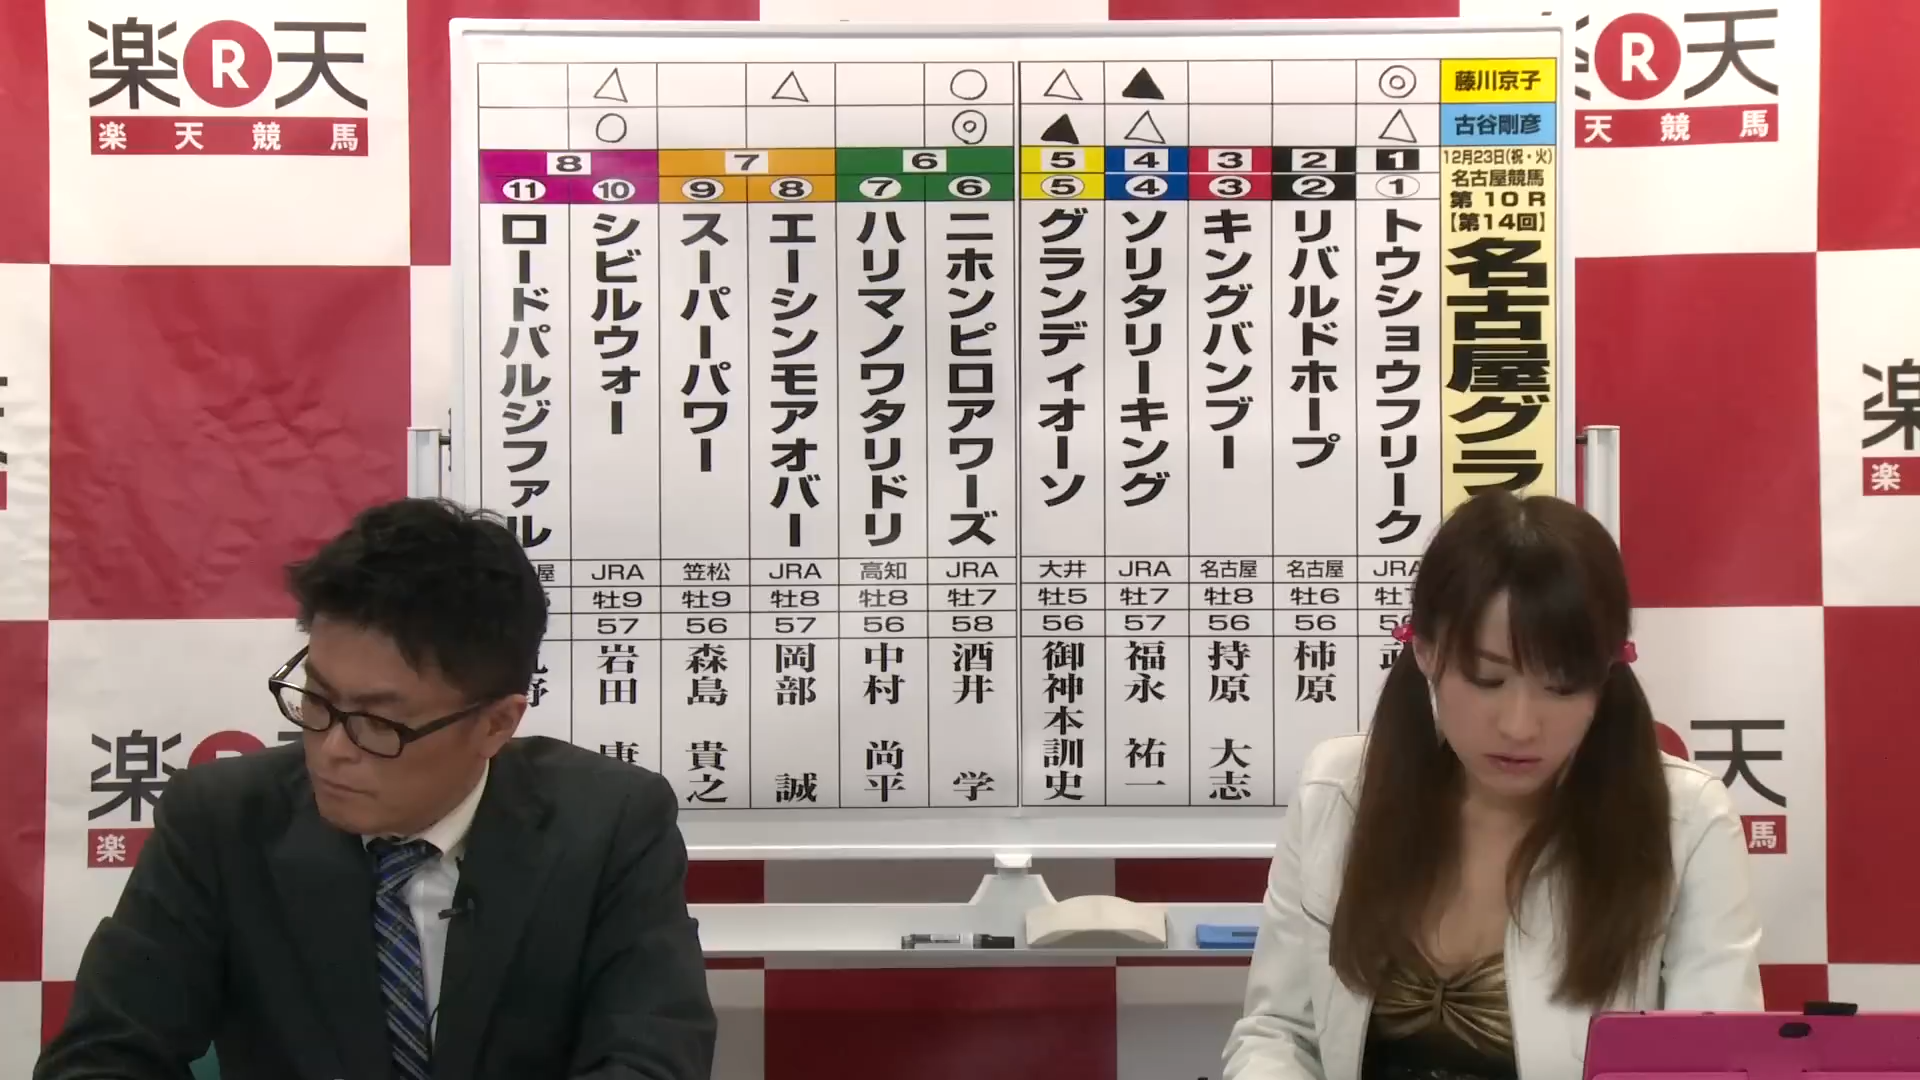 楽R天
楽天競馬
R天
天競馬
△ △ ○ △ ▲ ◎ 藤川京子
○ ◎ ▲ △ △ 古谷剛彦
8 7 6 5 4 3 2 1
11 10 9 8 7 6 5 4 3 2 1
12月23日(祝・火)
名古屋競馬
第10R
【第14回】
名古屋グラ
トウショウフリーク
リバルドホープ
キングバンブー
ソリタリーキング
グランディオーソ
ニホンピロアワーズ
ハリマノワタリドリ
エーシンモアオバー
スーパーパワー
シビルウォー
ロードパルジファル
屋 JRA 笠松 JRA 高知 JRA 大井 JRA 名古屋 名古屋 JRA
牡9 牡9 牡8 牡8 牡7 牡5 牡7 牡8 牡6 牡7
57 56 57 56 58 56 57 56 56 56
柿原
持原大志
福永祐一
御神本訓史
酒井学
中村尚平
岡部誠
森島貴之
岩田康
野
楽
楽
楽
楽
天
馬